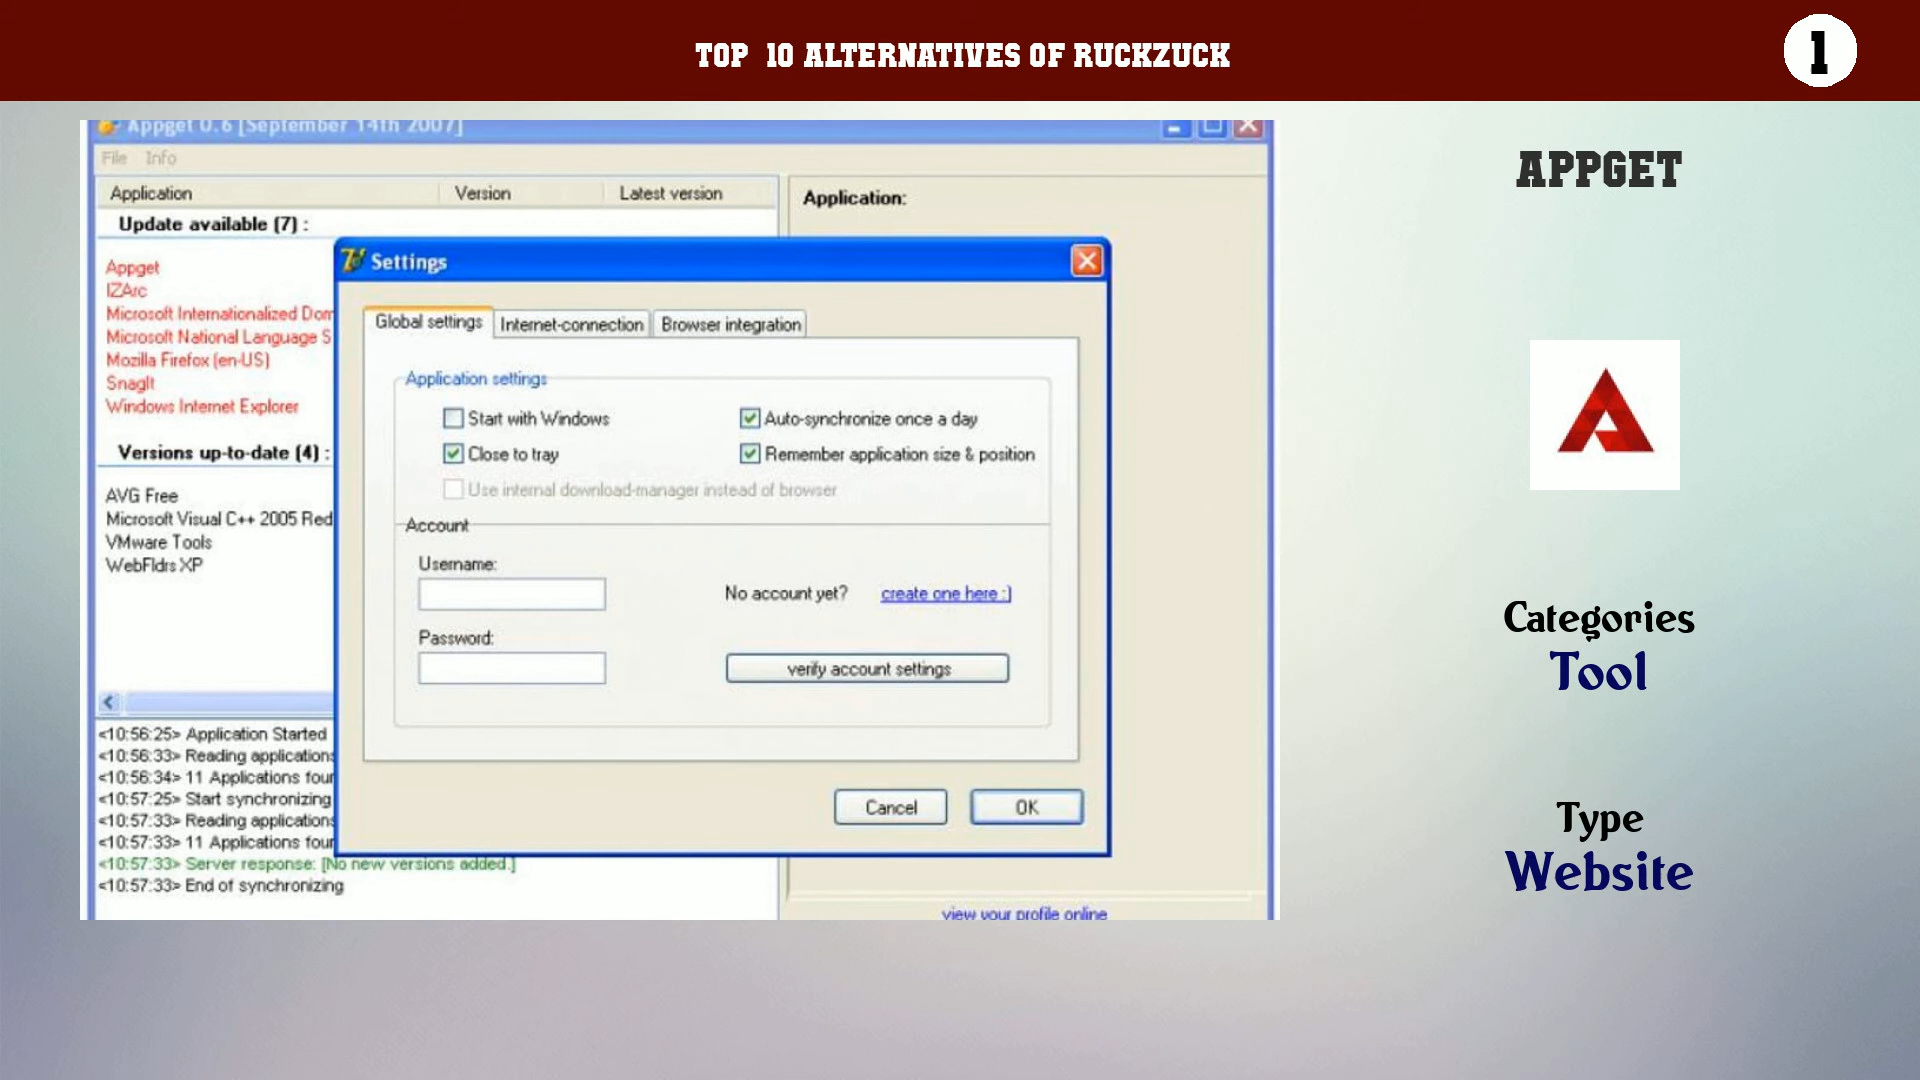 TOP 10 ALTERNATIVES OF RUCKZUCK
1
Appget 0.6 [September 14th 2007]
File Info
Application Version Latest version
Update available (7) :
Appget
IZArc
Microsoft Internationalized Dom
Microsoft National Language S
Mozilla Firefox (en-US)
SnagIt
Windows Internet Explorer
Versions up-to-date (4) :
AVG Free
Microsoft Visual C++ 2005 Red
VMware Tools
WebFldrs XP
<10:56:25> Application Started
<10:56:33> Reading applications
<10:56:34> 11 Applications foun
<10:57:25> Start synchronizing
<10:57:33> Reading applications
<10:57:33> 11 Applications foun
<10:57:33> Server response: [No new versions added.]
<10:57:33> End of synchronizing
Application:
view your profile online
Settings
Global settings Internet-connection Browser integration
Application settings
Start with Windows Auto-synchronize once a day
Close to tray Remember application size & position
Use internal download-manager instead of browser
Account
Username:
No account yet? create one here :)
Password:
verify account settings
Cancel OK
APPGET
Categories
Tool
Type
Website